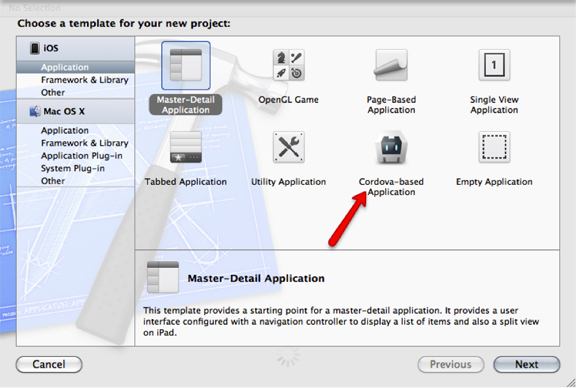 No Selection
Choose a template for your new project:
iOS
Application
Framework & Library
Other
Mac OS X
Application
Framework & Library
Application Plug-in
System Plug-in
Other
Master-Detail
Application
OpenGL Game
Page-Based
Application
1
Single View
Application
Tabbed Application
Utility Application
Cordova-based
Application
Empty Application
Master-Detail Application
This template provides a starting point for a master-detail application. It provides a user
interface configured with a navigation controller to display a list of items and also a split view
on iPad.
Cancel
Previous
Next